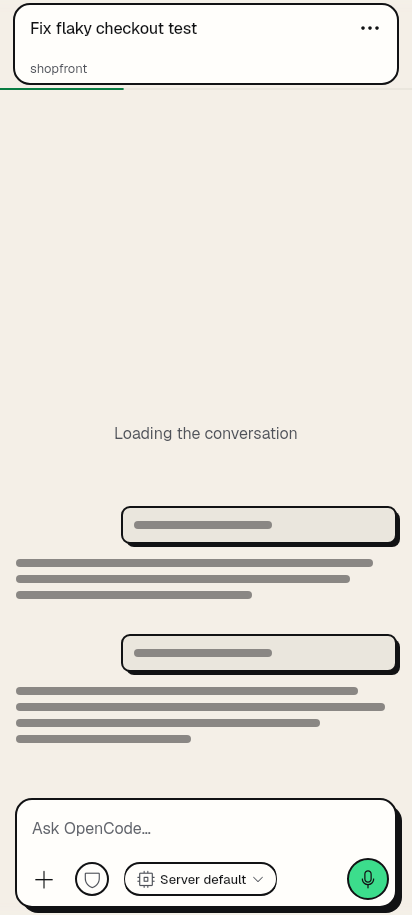 Fix flaky checkout test
shopfront
Loading the conversation
Ask OpenCode...
Server default